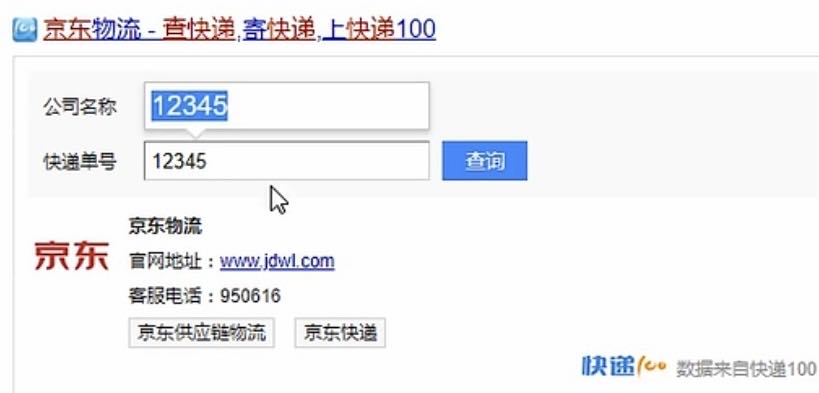 京东物流 - 查快递,寄快递,上快递100
公司名称 12345
快递单号 12345 查询
京东物流
京东 官网地址：www.jdwl.com
客服电话：950616
京东供应链物流 京东快递
快递100 数据来自快递100